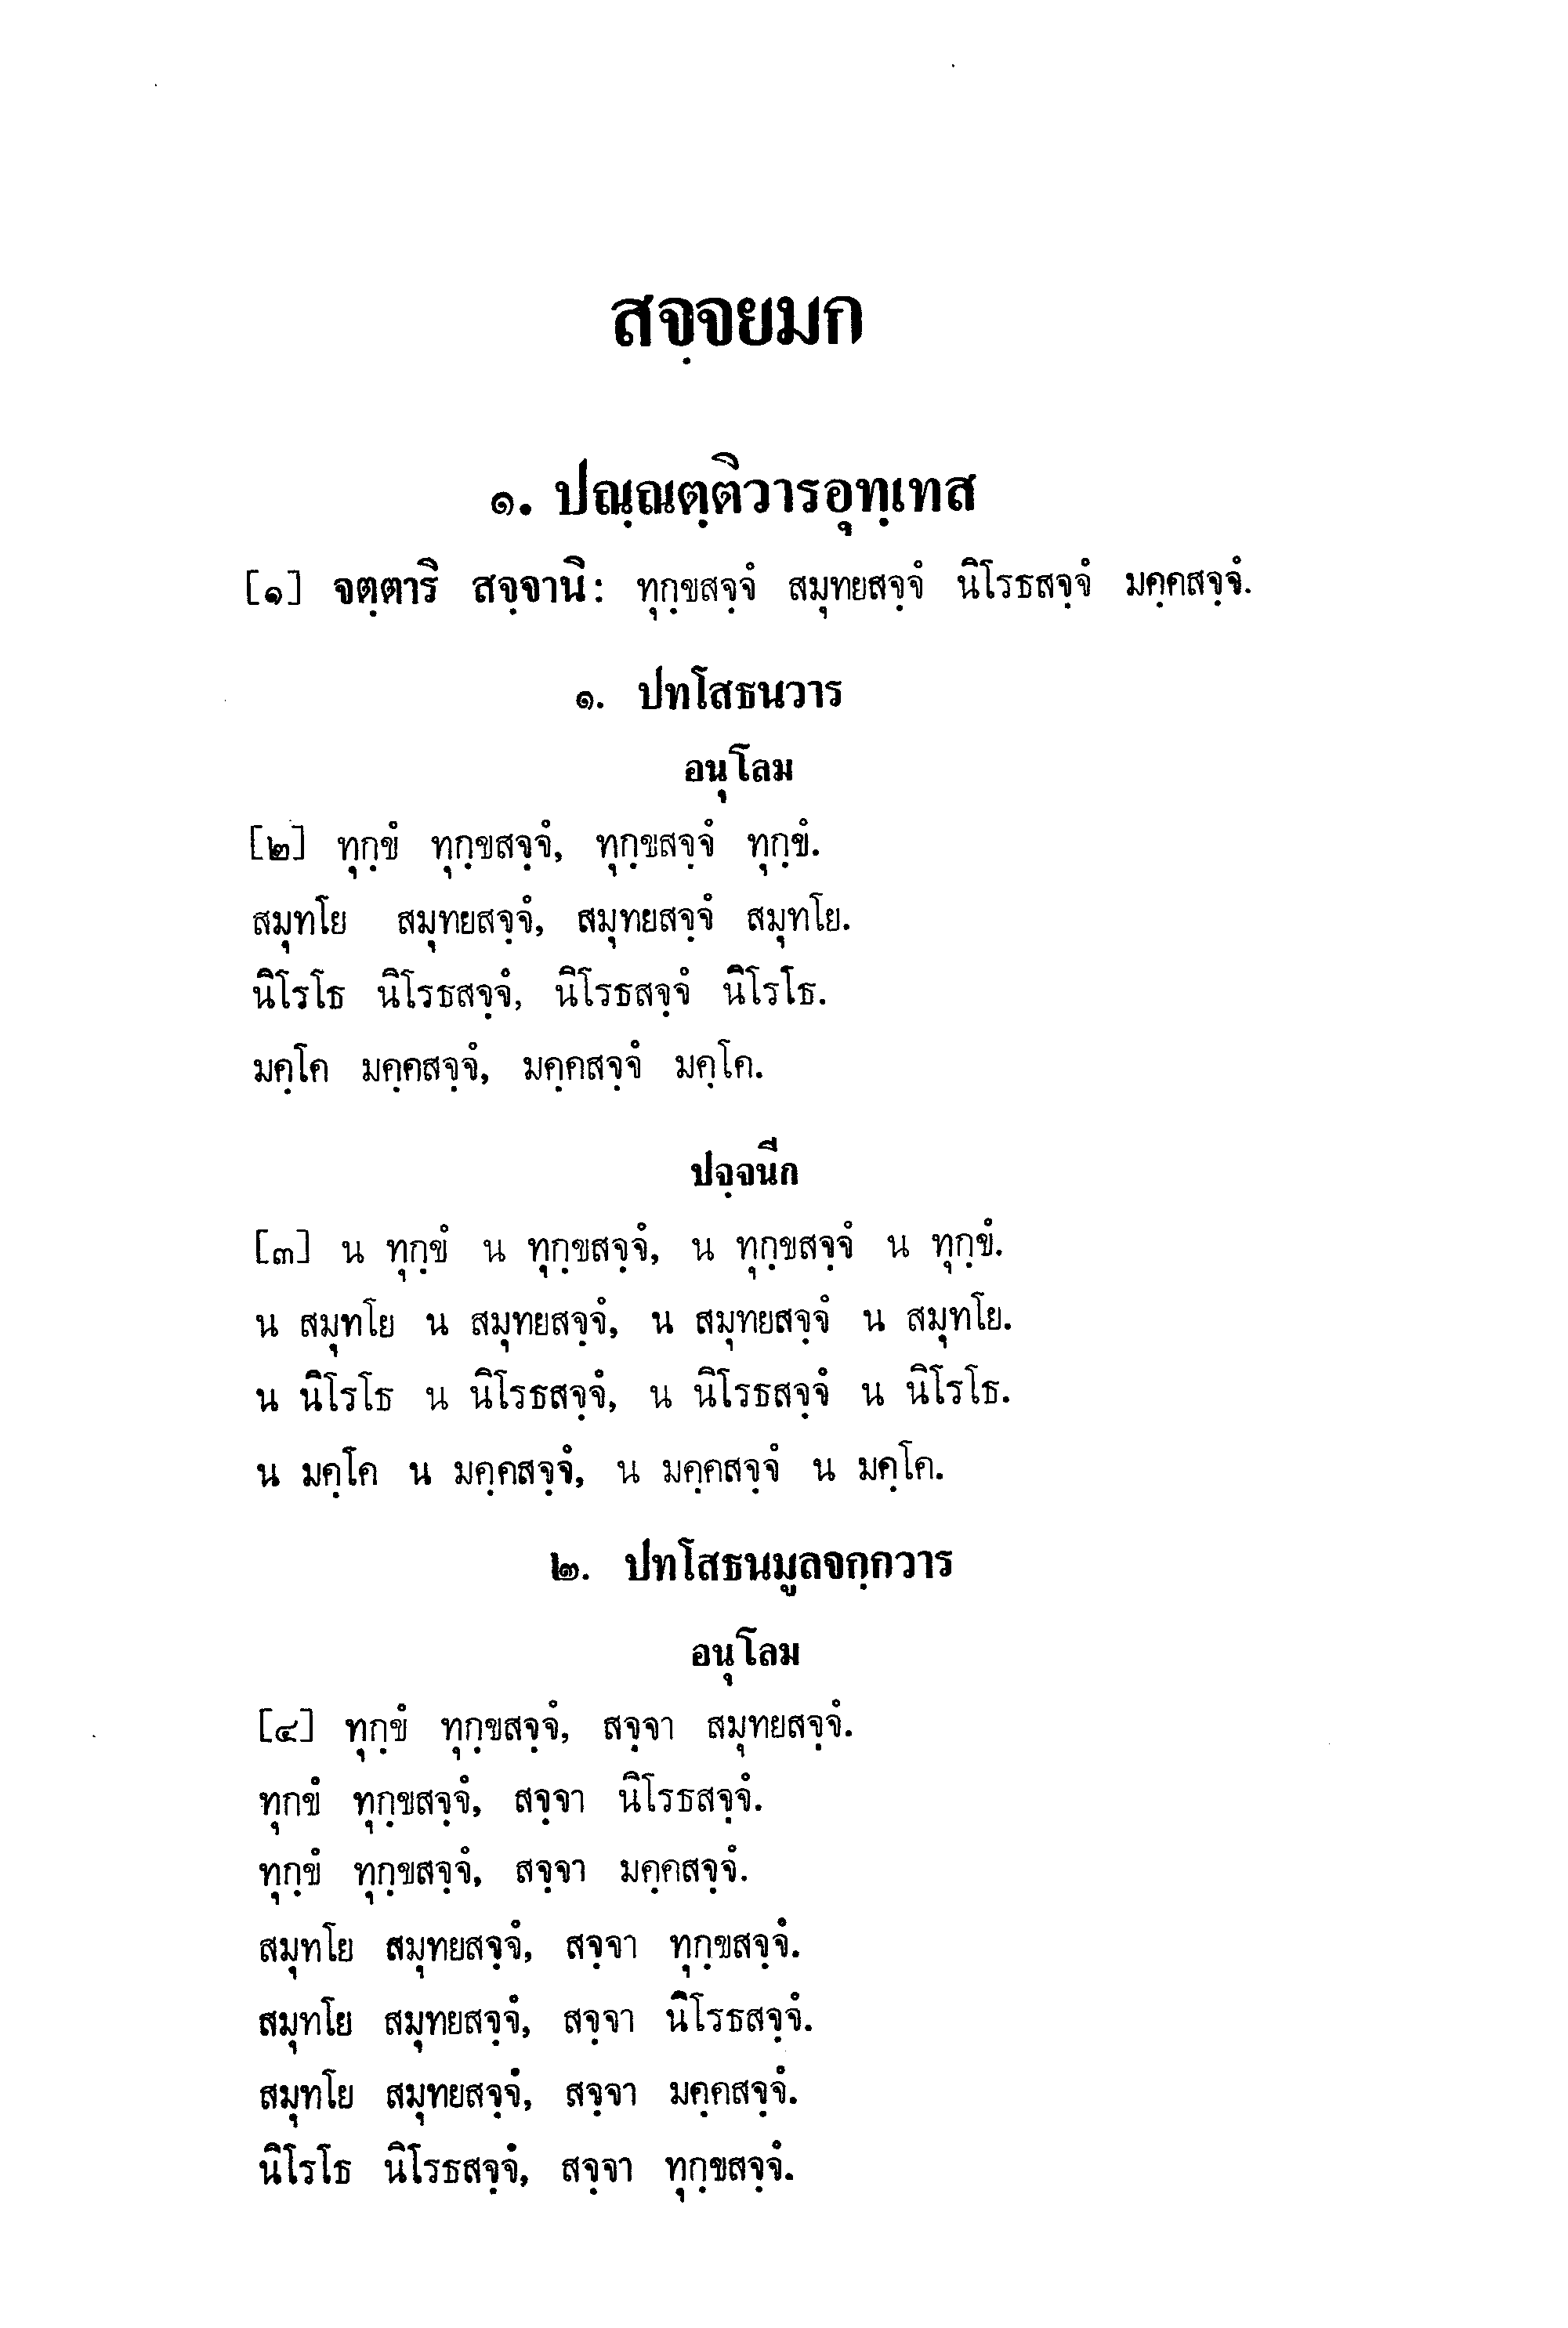 สจฺจยมก
๑. ปณฺณตฺติวารอุทฺเทส
[๑] จตฺตาริ สจฺจานิ: ทุกฺขสจฺจํ สมุทยสจฺจํ นิโรธสจฺจํ มคฺคสจฺจํ.
๑. ปทโสธนวาร
อนุโลม
[๒] ทุกฺขํ ทุกฺขสจฺจํ, ทุกฺขสจฺจํ ทุกฺขํ.
สมุทโย สมุทยสจฺจํ, สมุทยสจฺจํ สมุทโย.
นิโรโธ นิโรธสจฺจํ, นิโรธสจฺจํ นิโรโธ.
มคฺโค มคฺคสจฺจํ, มคฺคสจฺจํ มคฺโค.
ปจฺจนีก
[๓] น ทุกฺขํ น ทุกฺขสจฺจํ, น ทุกฺขสจฺจํ น ทุกฺขํ.
น สมุทโย น สมุทยสจฺจํ, น สมุทยสจฺจํ น สมุทโย.
น นิโรโธ น นิโรธสจฺจํ, น นิโรธสจฺจํ น นิโรโธ.
น มคฺโค น มคฺคสจฺจํ, น มคฺคสจฺจํ น มคฺโค.
๒. ปทโสธนมูลจกฺกวาร
อนุโลม
[๔] ทุกฺขํ ทุกฺขสจฺจํ, สจฺจา สมุทยสจฺจํ.
ทุกขํ ทุกฺขสจฺจํ, สจฺจา นิโรธสจฺจํ.
ทุกฺขํ ทุกฺขสจฺจํ, สจฺจา มคฺคสจฺจํ.
สมุทโย สมุทยสจฺจํ, สจฺจา ทุกฺขสจฺจํ.
สมุทโย สมุทยสจฺจํ, สจฺจา นิโรธสจฺจํ.
สมุทโย สมุทยสจฺจํ, สจฺจา มคฺคสจฺจํ.
นิโรโธ นิโรธสจฺจํ, สจฺจา ทุกฺขสจฺจํ.